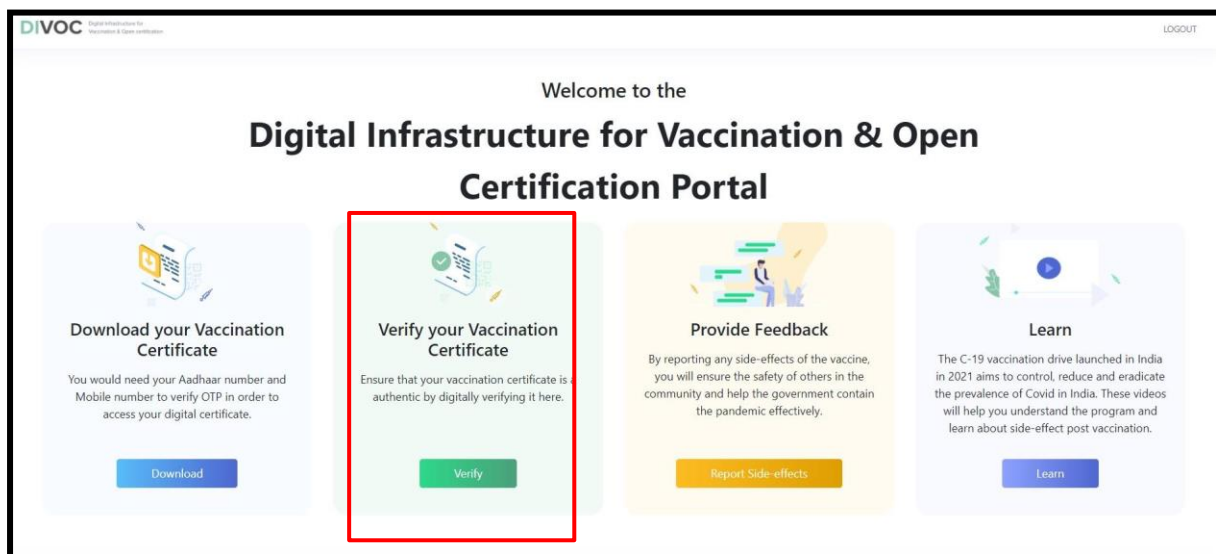 DIVOC
Digital Infrastructure for
Vaccination & Open certification
LOGOUT
Welcome to the
Digital Infrastructure for Vaccination & Open
Certification Portal
Download your Vaccination
Certificate
You would need your Aadhaar number and
Mobile number to verify OTP in order to
access your digital certificate.
Download
Verify your Vaccination
Certificate
Ensure that your vaccination certificate is
authentic by digitally verifying it here.
Verify
Provide Feedback
By reporting any side-effects of the vaccine,
you will ensure the safety of others in the
community and help the government contain
the pandemic effectively.
Report Side-effects
Learn
The C-19 vaccination drive launched in India
in 2021 aims to control, reduce and eradicate
the prevalence of Covid in India. These videos
will help you understand the program and
learn about side-effect post vaccination.
Learn